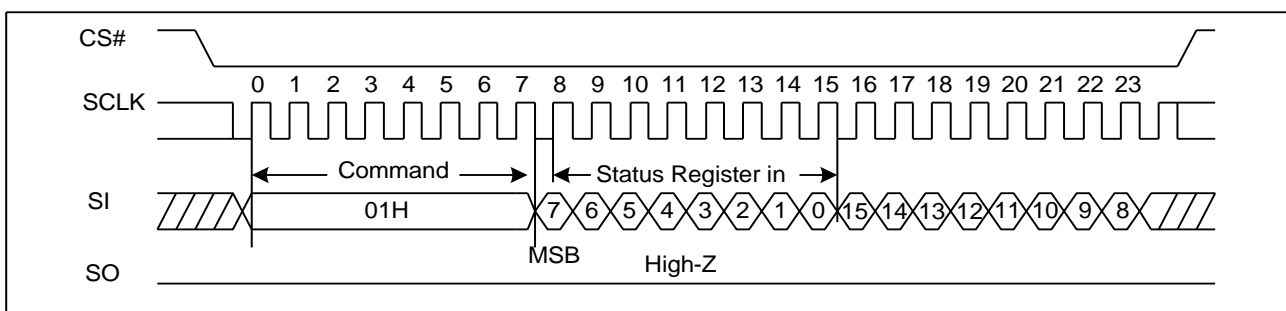 CS#
0 1 2 3 4 5 6 7 8 9 10 11 12 13 14 15 16 17 18 19 20 21 22 23
SCLK
Command Status Register in
SI 01H 7 6 5 4 3 2 1 0 15 14 13 12 11 10 9 8
MSB High-Z
SO